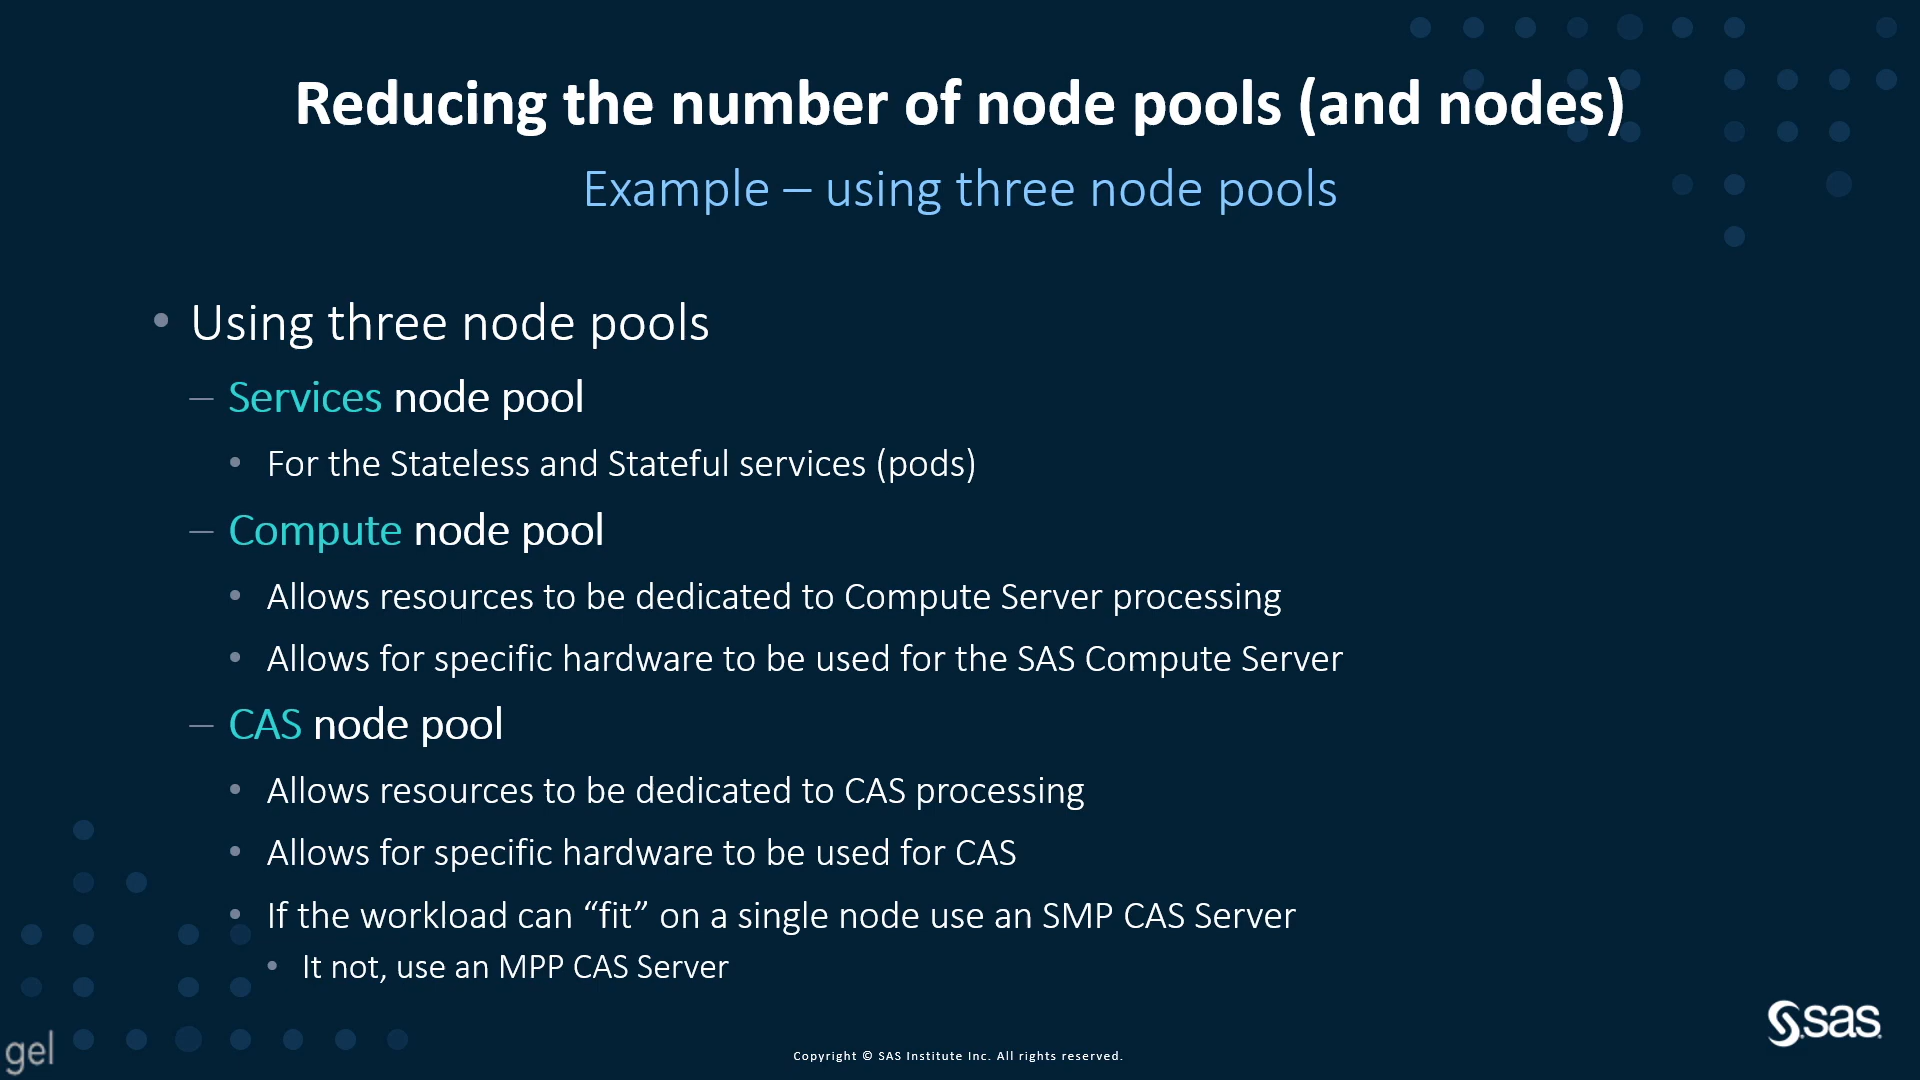 Reducing the number of node pools (and nodes)
Example – using three node pools
• Using three node pools
– Services node pool
• For the Stateless and Stateful services (pods)
– Compute node pool
• Allows resources to be dedicated to Compute Server processing
• Allows for specific hardware to be used for the SAS Compute Server
– CAS node pool
• Allows resources to be dedicated to CAS processing
• Allows for specific hardware to be used for CAS
• If the workload can “fit” on a single node use an SMP CAS Server
• It not, use an MPP CAS Server
sas
gel
Copyright © SAS Institute Inc. All rights reserved.